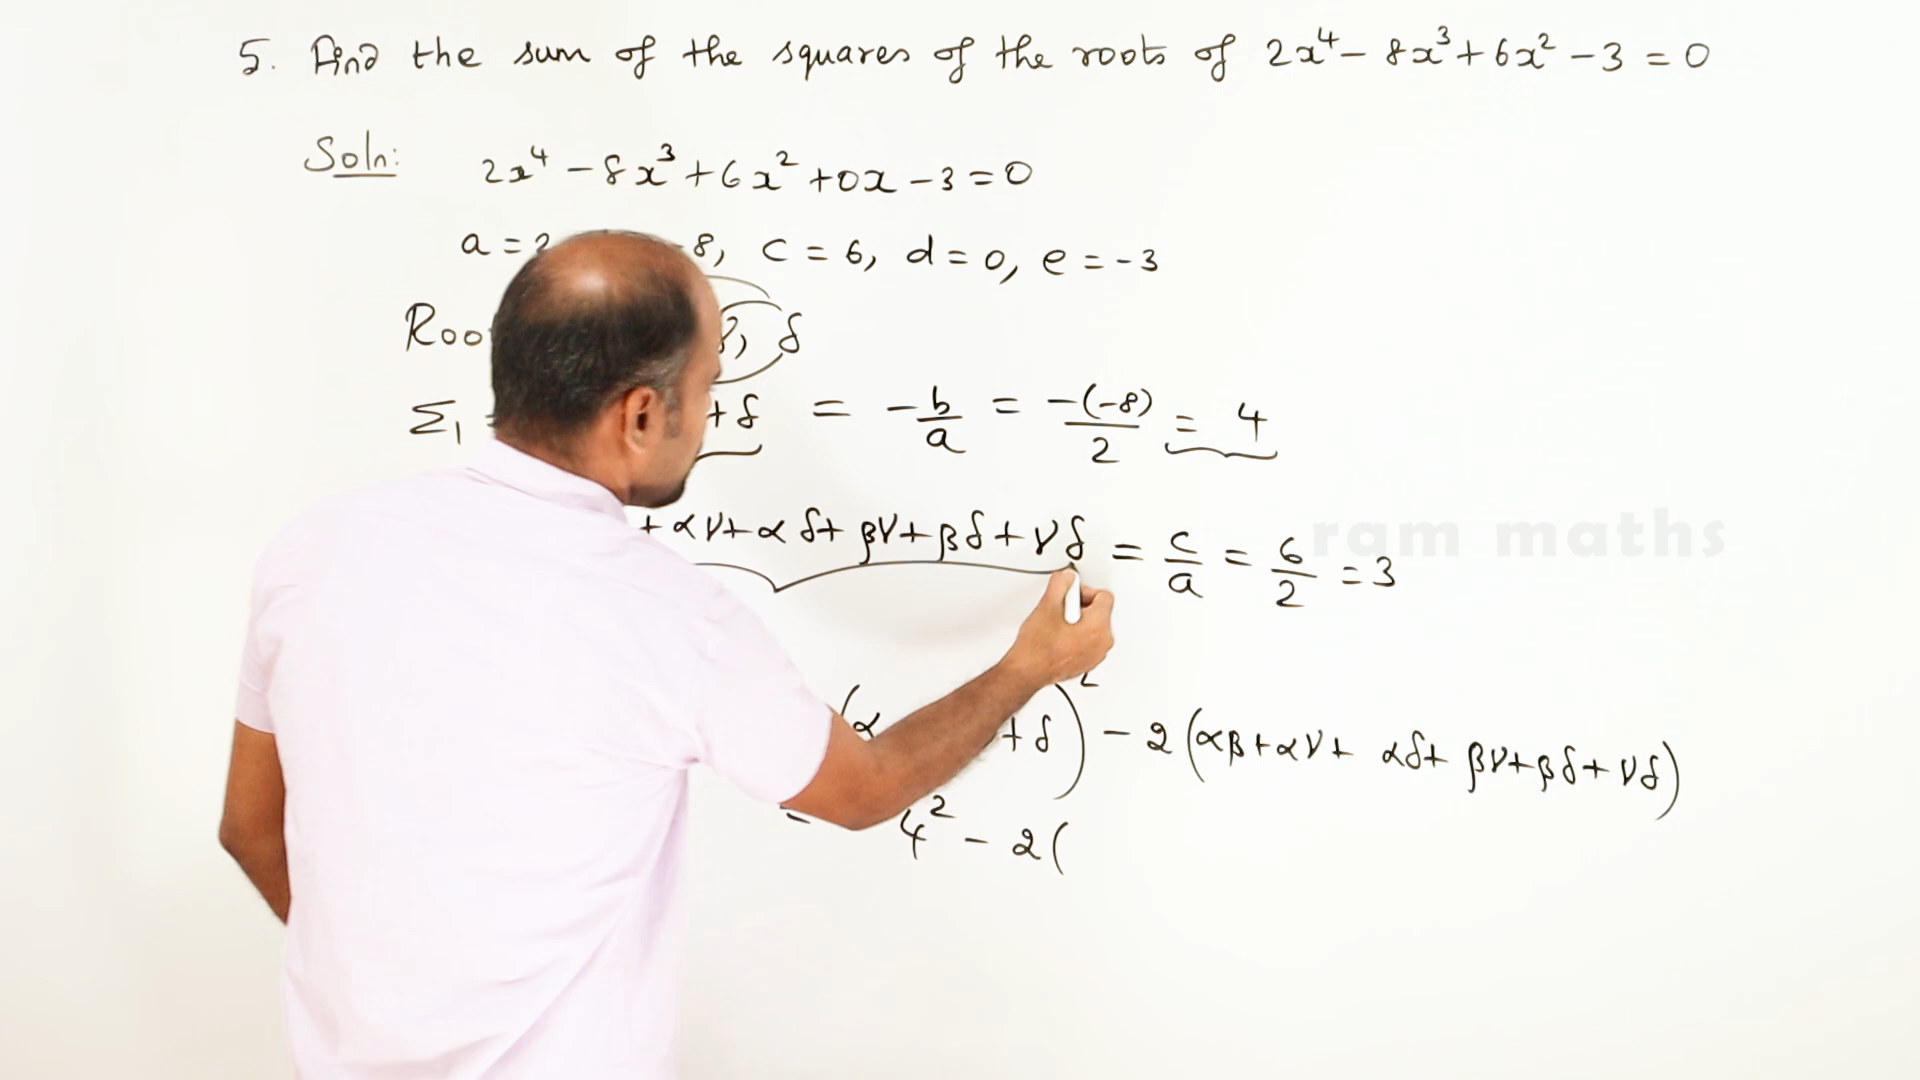 5. Find the sum of the squares of the roots of 2x⁴ - 8x³ + 6x² - 3 = 0
Soln: 2x⁴ - 8x³ + 6x² + 0x - 3 = 0
a = 2 -8, c = 6, d = 0, e = -3
Roo , δ
Σ₁ = + δ = -b/a = -(-8)/2 = 4
+ αγ + αδ + βγ + βδ + γδ = c/a = 6/2 = 3
ram maths
(α + δ)² - 2(αβ + αγ + αδ + βγ + βδ + γδ)
= 4² - 2(